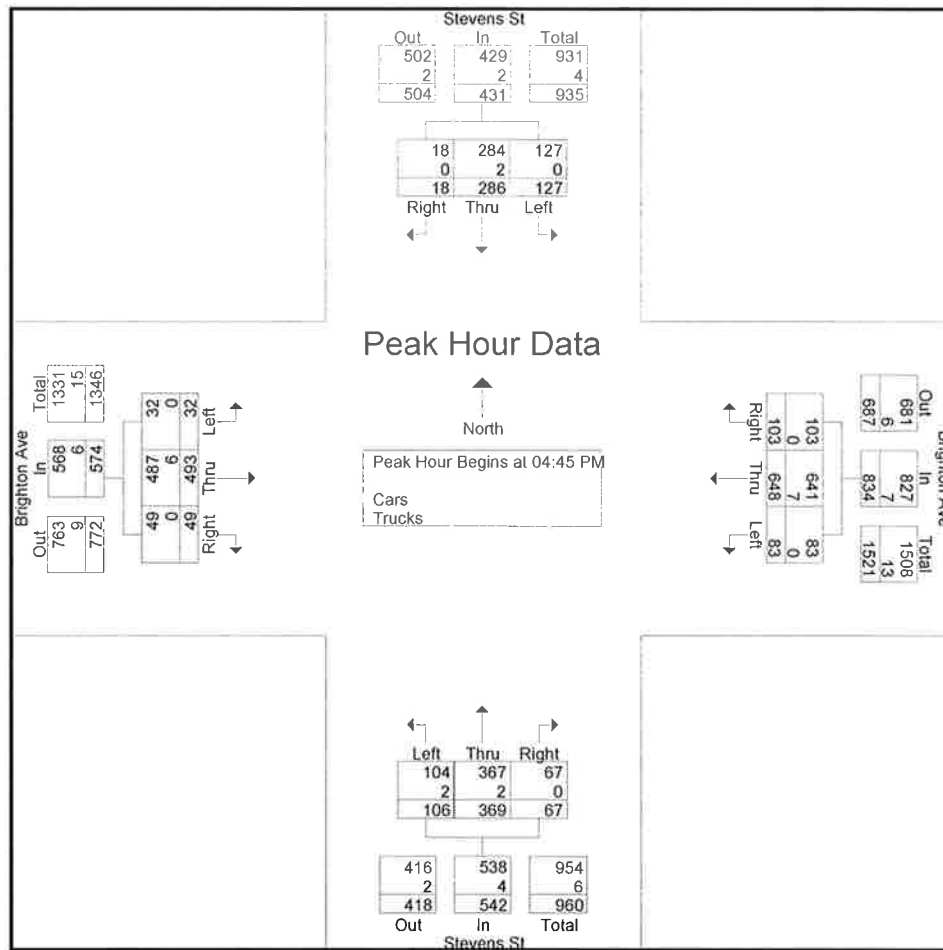 Stevens St
Out In Total
502 429 931
2 2 4
504 431 935
18 284 127
0 2 0
18 286 127
Right Thru Left
Peak Hour Data
North
Peak Hour Begins at 04:45 PM
Cars
Trucks
Brighton Ave
Total
1331
15
1346
In
568
6
574
Out
763
9
772
32
0
32
Left
487
6
493
Thru
49
0
49
Right
Right
103
0
103
Thru
641
7
648
Left
83
0
83
Out
681
6
687
In
827
7
834
Total
1508
13
1521
Brighton Ave
Left Thru Right
104 367 67
2 2 0
106 369 67
416 538 954
2 4 6
418 542 960
Out In Total
Stevens St